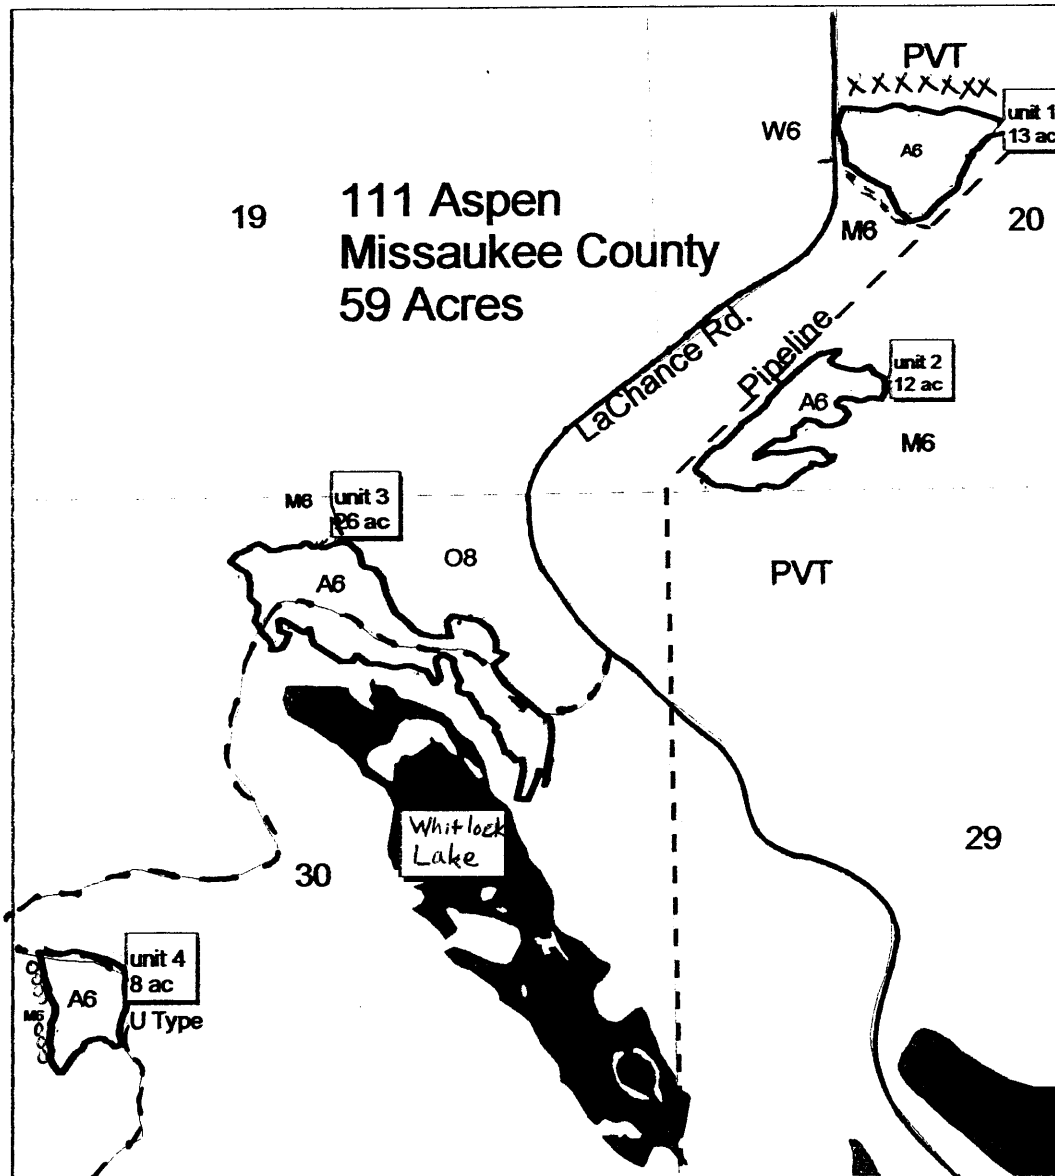 PVT
XXXXXXX
unit 1
13 ac
W6
A6
19
111 Aspen
Missaukee County
59 Acres
M6
20
LaChance Rd.
Pipeline
unit 2
12 ac
A6
M6
M6
unit 3
26 ac
O8
A6
PVT
Whitlock
Lake
29
30
unit 4
8 ac
A6
M6
U Type